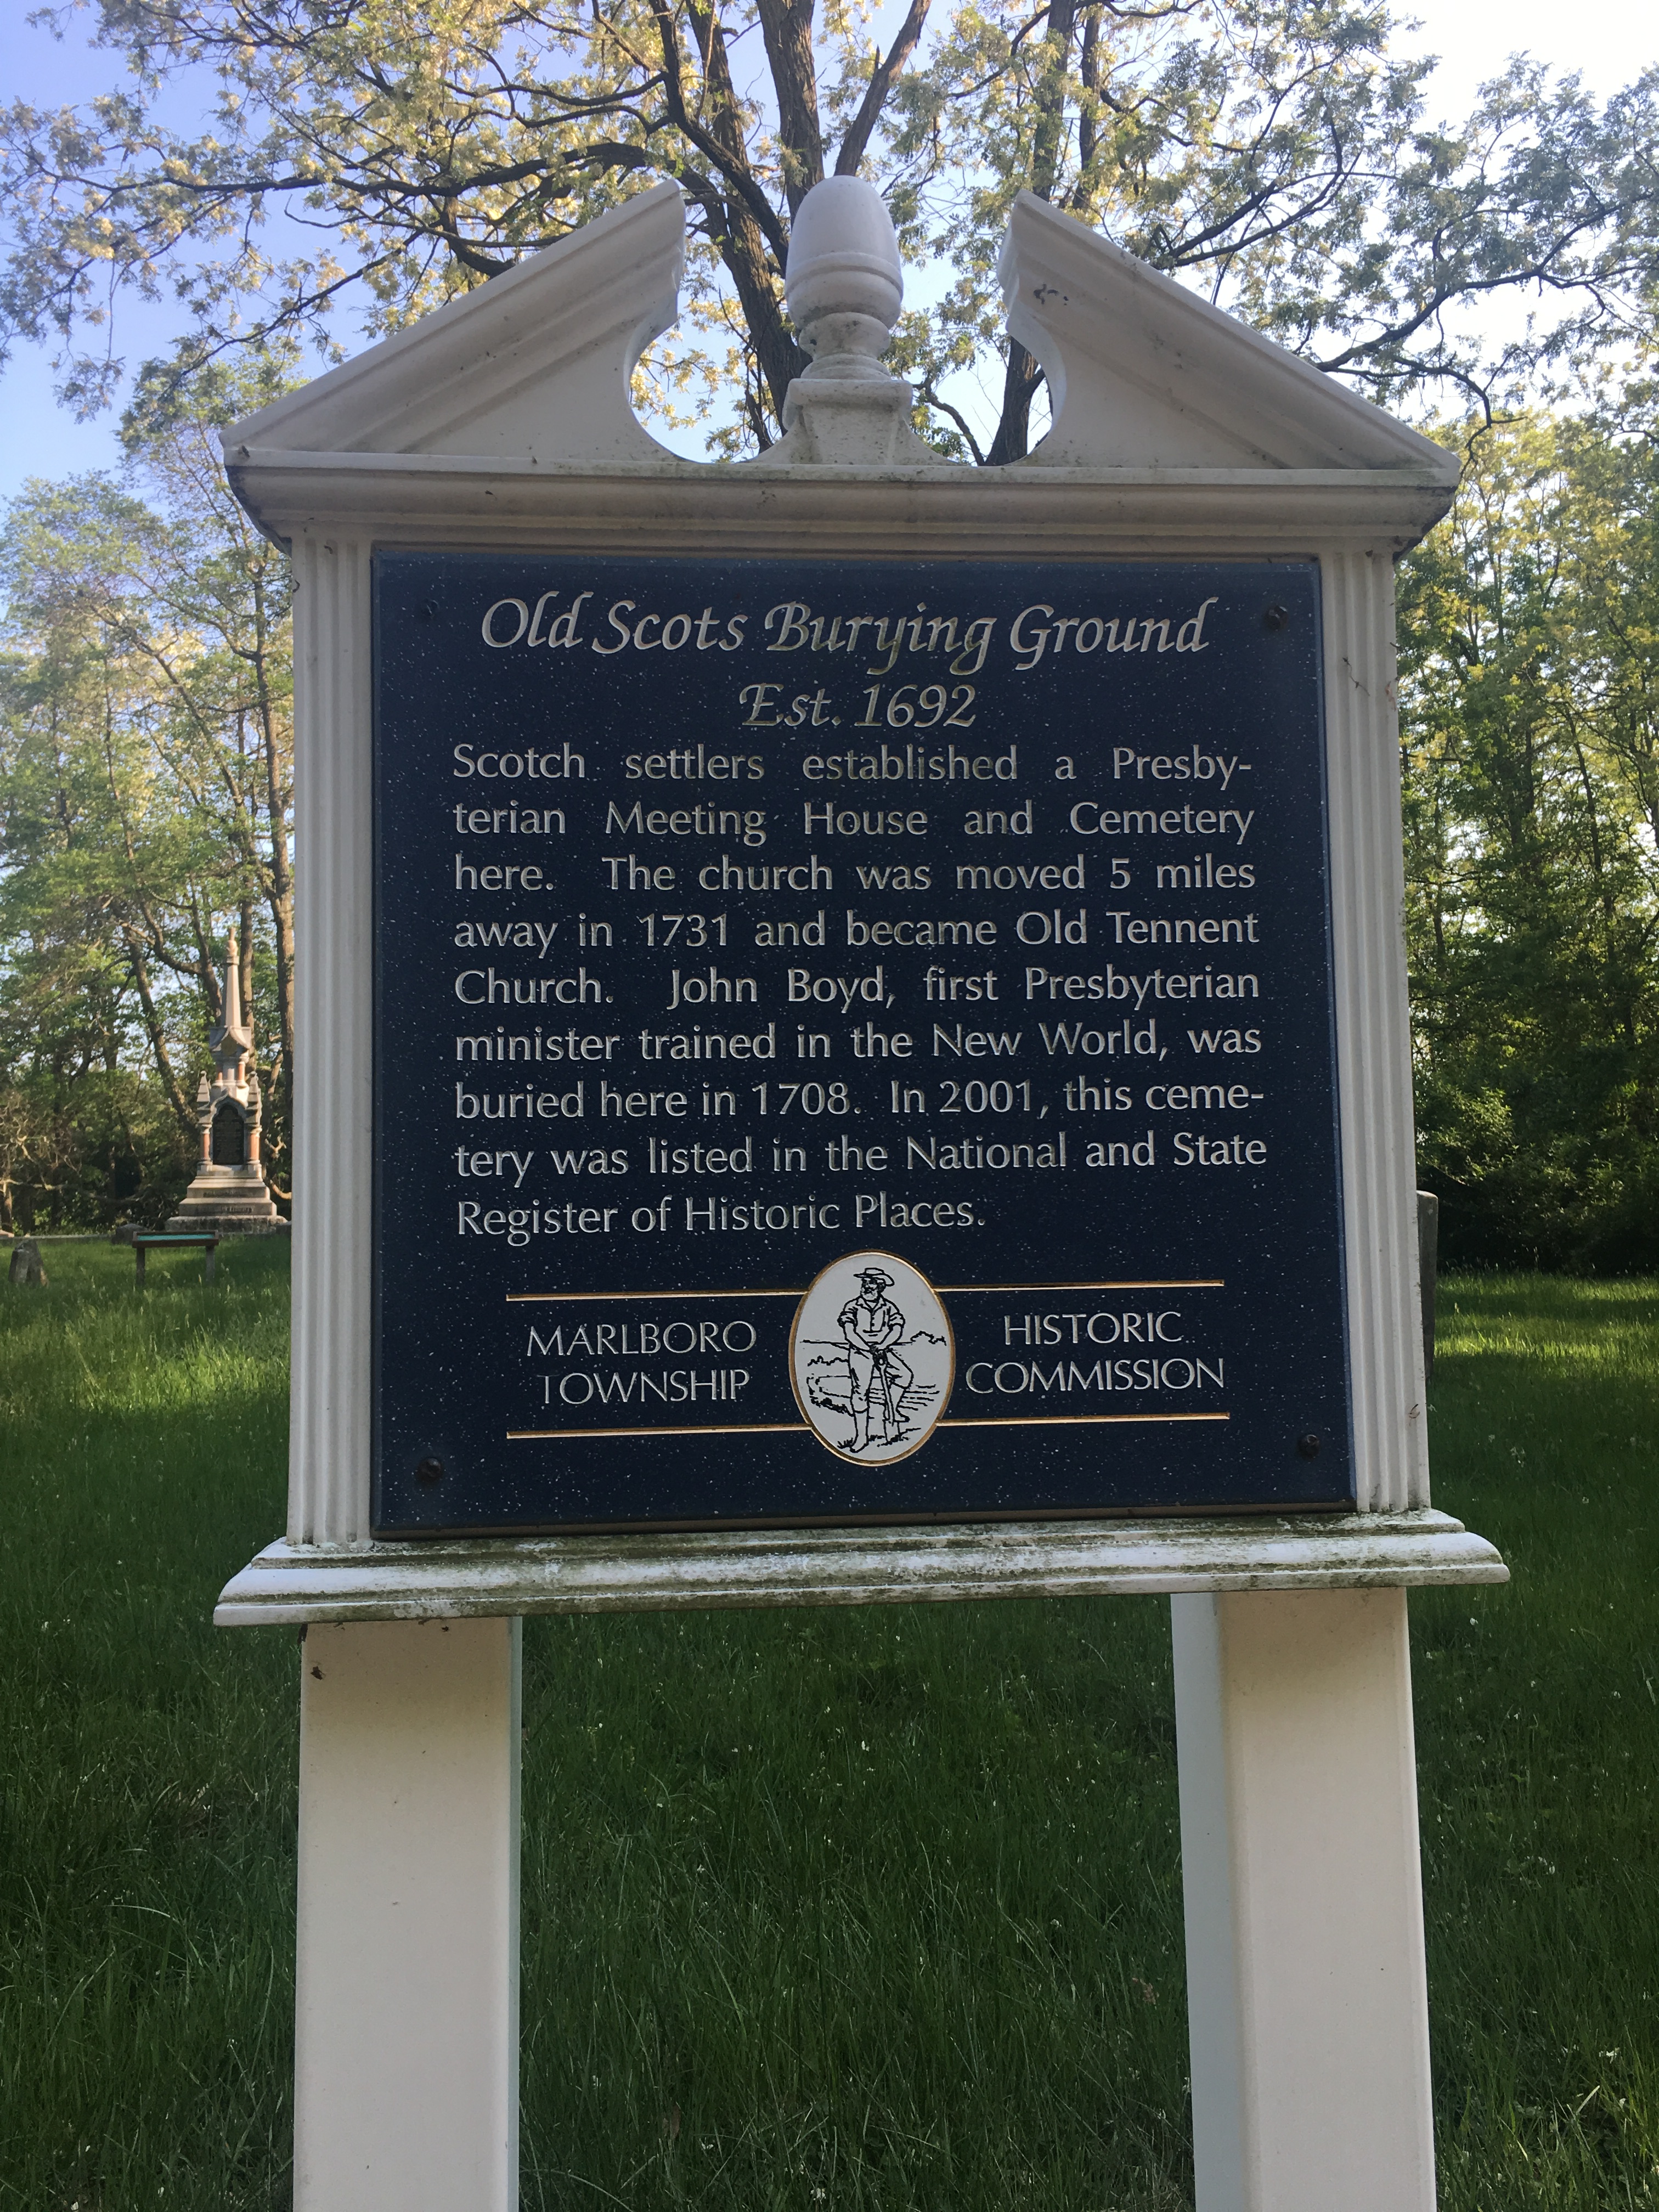 Old Scots Burying Ground
Est. 1692
Scotch settlers established a Presby-
terian Meeting House and Cemetery
here. The church was moved 5 miles
away in 1731 and became Old Tennent
Church. John Boyd, first Presbyterian
minister trained in the New World, was
buried here in 1708. In 2001, this ceme-
tery was listed in the National and State
Register of Historic Places.
MARLBORO
TOWNSHIP
HISTORIC
COMMISSION